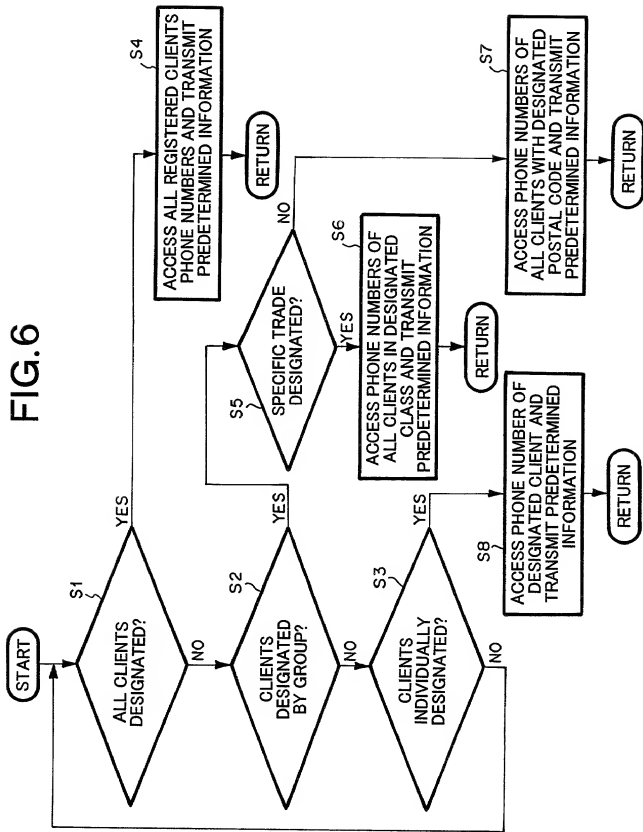 FIG.6
START
S1
ALL CLIENTS
DESIGNATED?
YES
NO
S4
ACCESS ALL REGISTERED CLIENTS
PHONE NUMBERS AND TRANSMIT
PREDETERMINED INFORMATION
RETURN
S2
CLIENTS
DESIGNATED
BY GROUP?
YES
NO
S5
SPECIFIC TRADE
DESIGNATED?
NO
YES
S6
ACCESS PHONE NUMBERS OF
ALL CLIENTS IN DESIGNATED
CLASS AND TRANSMIT
PREDETERMINED INFORMATION
RETURN
S7
ACCESS PHONE NUMBERS OF
ALL CLIENTS WITH DESIGNATED
POSTAL CODE AND TRANSMIT
PREDETERMINED INFORMATION
RETURN
S3
CLIENTS
INDIVIDUALLY
DESIGNATED?
YES
NO
S8
ACCESS PHONE NUMBER OF
DESIGNATED CLIENT AND
TRANSMIT PREDETERMINED
INFORMATION
RETURN